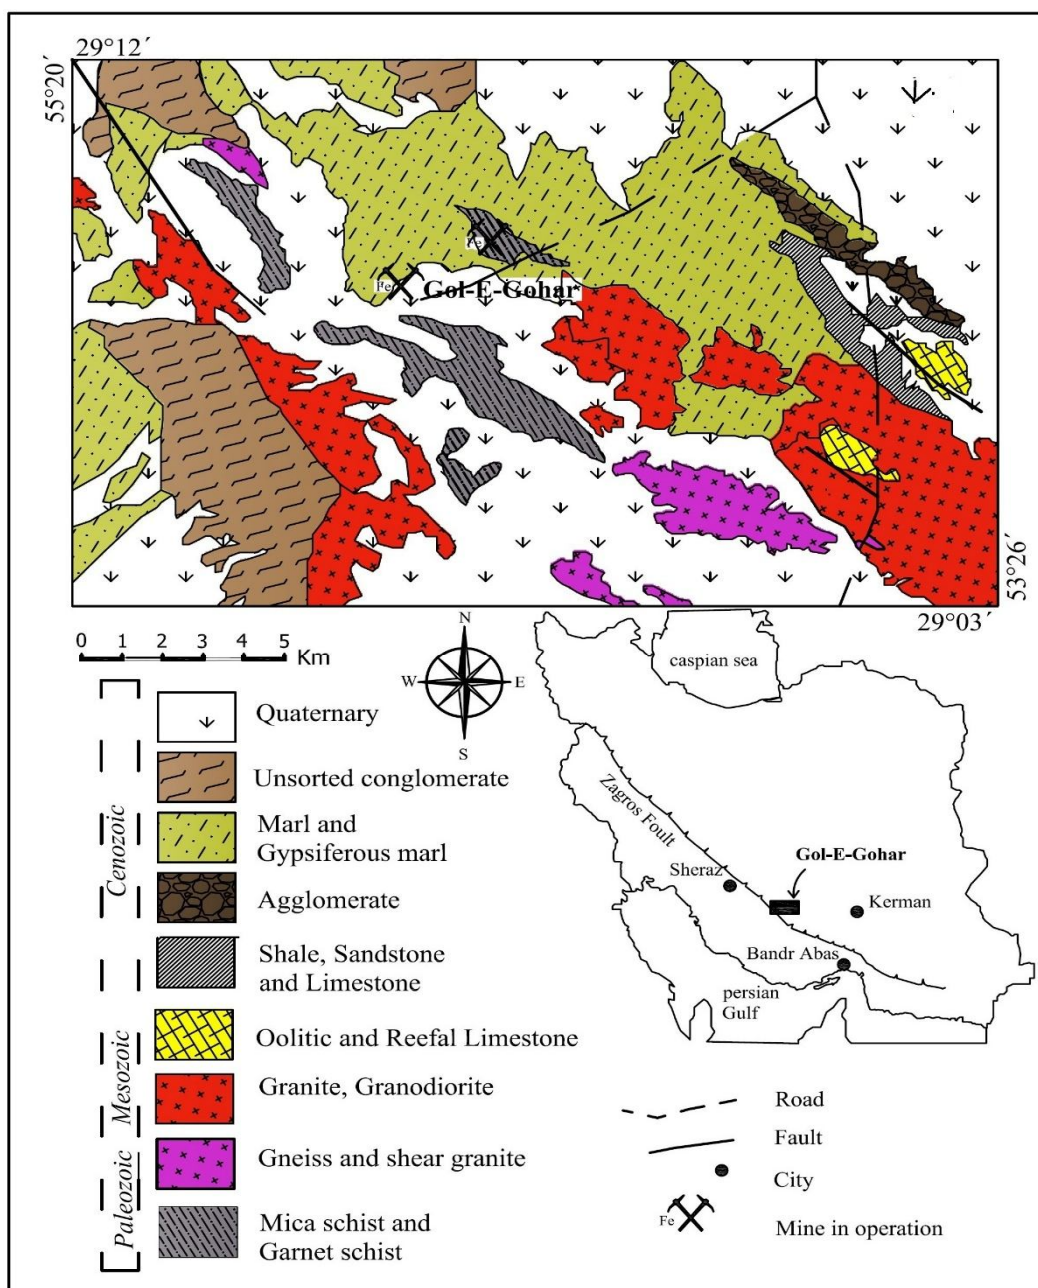 29°12´
55°20´
Fe
Fe
Gol-E-Gohar
53°26´
29°03´
0 1 2 3 4 5
Km
N
W
E
S
caspian sea
Zagros Foult
Sheraz
Gol-E-Gohar
Kerman
Bandr Abas
persian
Gulf
Cenozoic
Mesozoic
Paleozoic
Quaternary
Unsorted conglomerate
Marl and
Gypsiferous marl
Agglomerate
Shale, Sandstone
and Limestone
Oolitic and Reefal Limestone
Granite, Granodiorite
Gneiss and shear granite
Mica schist and
Garnet schist
Road
Fault
City
Fe
Mine in operation